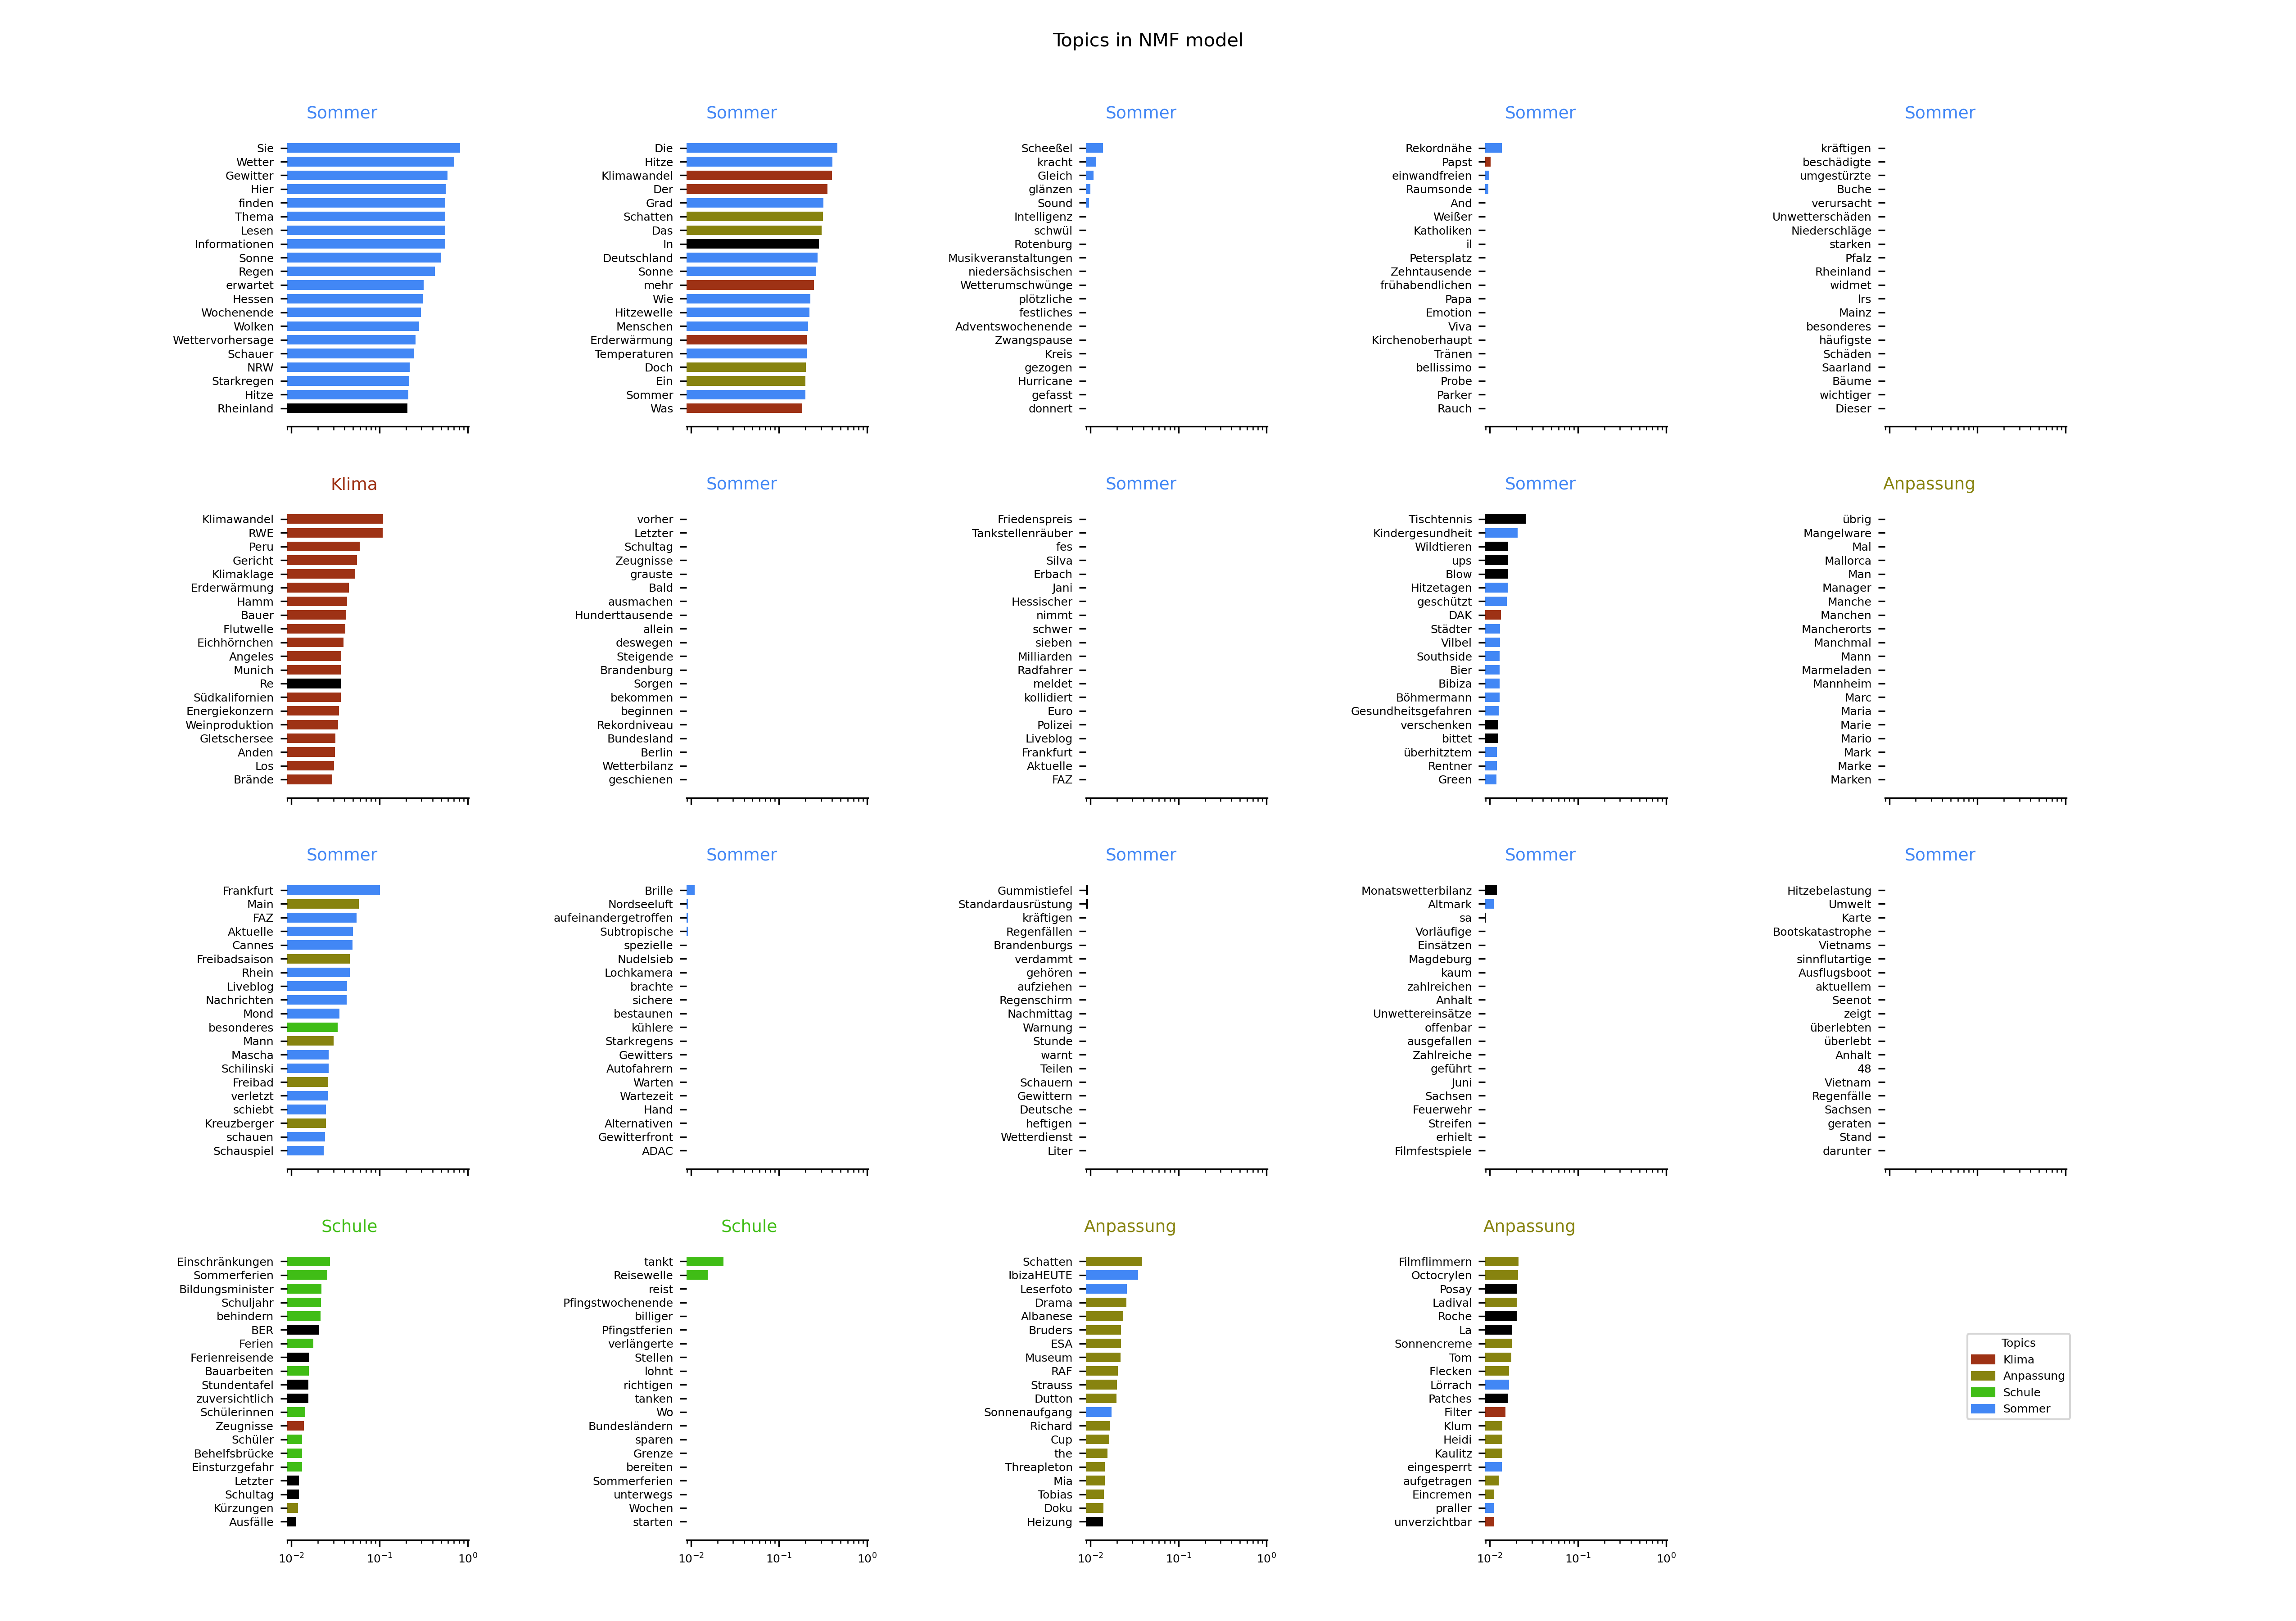 Topics in NMF model
Sommer
Sie
Wetter
Gewitter
Hier
finden
Thema
Lesen
Informationen
Sonne
Regen
erwartet
Hessen
Wochenende
Wolken
Wettervorhersage
Schauer
NRW
Starkregen
Hitze
Rheinland
Sommer
Die
Hitze
Klimawandel
Der
Grad
Schatten
Das
In
Deutschland
Sonne
mehr
Wie
Hitzewelle
Menschen
Erderwärmung
Temperaturen
Doch
Ein
Sommer
Was
Sommer
Scheeßel
kracht
Gleich
glänzen
Sound
Intelligenz
schwül
Rotenburg
Musikveranstaltungen
niedersächsischen
Wetterumschwünge
plötzliche
festliches
Adventswochenende
Zwangspause
Kreis
gezogen
Hurricane
gefasst
donnert
Sommer
Rekordnähe
Papst
einwandfreien
Raumsonde
And
Weißer
Katholiken
il
Petersplatz
Zehntausende
frühabendlichen
Papa
Emotion
Viva
Kirchenoberhaupt
Tränen
bellissimo
Probe
Parker
Rauch
Sommer
kräftigen
beschädigte
umgestürzte
Buche
verursacht
Unwetterschäden
Niederschläge
starken
Pfalz
Rheinland
widmet
Irs
Mainz
besonderes
häufigste
Schäden
Saarland
Bäume
wichtiger
Dieser
Klima
Klimawandel
RWE
Peru
Gericht
Klimaklage
Erderwärmung
Hamm
Bauer
Flutwelle
Eichhörnchen
Angeles
Munich
Re
Südkalifornien
Energiekonzern
Weinproduktion
Gletschersee
Anden
Los
Brände
Sommer
vorher
Letzter
Schultag
Zeugnisse
grauste
Bald
ausmachen
Hunderttausende
allein
deswegen
Steigende
Brandenburg
Sorgen
bekommen
beginnen
Rekordniveau
Bundesland
Berlin
Wetterbilanz
geschienen
Sommer
Friedenspreis
Tankstellenräuber
fes
Silva
Erbach
Jani
Hessischer
nimmt
schwer
sieben
Milliarden
Radfahrer
meldet
kollidiert
Euro
Polizei
Liveblog
Frankfurt
Aktuelle
FAZ
Sommer
Tischtennis
Kindergesundheit
Wildtieren
ups
Blow
Hitzetagen
geschützt
DAK
Städter
Vilbel
Southside
Bier
Bibiza
Böhmermann
Gesundheitsgefahren
verschenken
bittet
überhitztem
Rentner
Green
Anpassung
übrig
Mangelware
Mal
Mallorca
Man
Manager
Manche
Manchen
Mancherorts
Manchmal
Mann
Marmeladen
Mannheim
Marc
Maria
Marie
Mario
Mark
Marke
Marken
Sommer
Frankfurt
Main
FAZ
Aktuelle
Cannes
Freibadsaison
Rhein
Liveblog
Nachrichten
Mond
besonderes
Mann
Mascha
Schilinski
Freibad
verletzt
schiebt
Kreuzberger
schauen
Schauspiel
Sommer
Brille
Nordseeluft
aufeinandergetroffen
Subtropische
spezielle
Nudelsieb
Lochkamera
brachte
sichere
bestaunen
kühlere
Starkregens
Gewitters
Autofahrern
Warten
Wartezeit
Hand
Alternativen
Gewitterfront
ADAC
Sommer
Gummistiefel
Standardausrüstung
kräftigen
Regenfällen
Brandenburgs
verdammt
gehören
aufziehen
Regenschirm
Nachmittag
Warnung
Stunde
warnt
Teilen
Schauern
Gewittern
Deutsche
heftigen
Wetterdienst
Liter
Sommer
Monatswetterbilanz
Altmark
sa
Vorläufige
Einsätzen
Magdeburg
kaum
zahlreichen
Anhalt
Unwettereinsätze
offenbar
ausgefallen
Zahlreiche
geführt
Juni
Sachsen
Feuerwehr
Streifen
erhielt
Filmfestspiele
Sommer
Hitzebelastung
Umwelt
Karte
Bootskatastrophe
Vietnams
sinnflutartige
Ausflugsboot
aktuellem
Seenot
zeigt
überlebten
überlebt
Anhalt
48
Vietnam
Regenfälle
Sachsen
geraten
Stand
darunter
Schule
Einschränkungen
Sommerferien
Bildungsminister
Schuljahr
behindern
BER
Ferien
Ferienreisende
Bauarbeiten
Stundentafel
zuversichtlich
Schülerinnen
Zeugnisse
Schüler
Behelfsbrücke
Einsturzgefahr
Letzter
Schultag
Kürzungen
Ausfälle
10⁻² 10⁻¹ 10⁰
Schule
tankt
Reisewelle
reist
Pfingstwochenende
billiger
Pfingstferien
verlängerte
Stellen
lohnt
richtigen
tanken
Wo
Bundesländern
sparen
Grenze
bereiten
Sommerferien
unterwegs
Wochen
starten
10⁻² 10⁻¹ 10⁰
Anpassung
Schatten
IbizaHEUTE
Leserfoto
Drama
Albanese
Bruders
ESA
Museum
RAF
Strauss
Dutton
Sonnenaufgang
Richard
Cup
the
Threapleton
Mia
Tobias
Doku
Heizung
10⁻² 10⁻¹ 10⁰
Anpassung
Filmflimmern
Octocrylen
Posay
Ladival
Roche
La
Sonnencreme
Tom
Flecken
Lörrach
Patches
Filter
Klum
Heidi
Kaulitz
eingesperrt
aufgetragen
Eincremen
praller
unverzichtbar
10⁻² 10⁻¹ 10⁰
Topics
Klima
Anpassung
Schule
Sommer